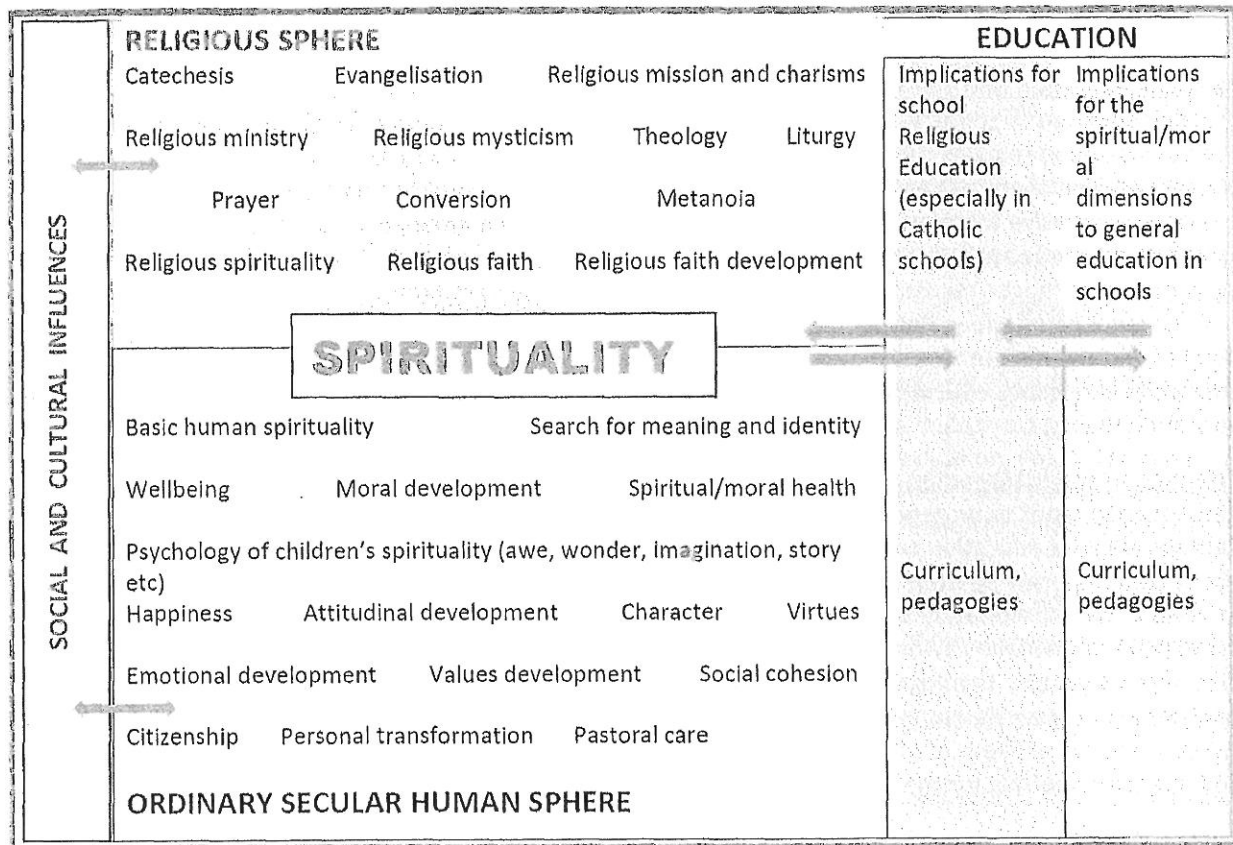 SOCIAL AND CULTURAL INFLUENCES
RELIGIOUS SPHERE
Catechesis Evangelisation Religious mission and charisms
Religious ministry Religious mysticism Theology Liturgy
Prayer Conversion Metanoia
Religious spirituality Religious faith Religious faith development
SPIRITUALITY
Basic human spirituality Search for meaning and identity
Wellbeing Moral development Spiritual/moral health
Psychology of children's spirituality (awe, wonder, imagination, story
etc)
Happiness Attitudinal development Character Virtues
Emotional development Values development Social cohesion
Citizenship Personal transformation Pastoral care
ORDINARY SECULAR HUMAN SPHERE
EDUCATION
Implications for
school
Religious
Education
(especially in
Catholic
schools)
Curriculum,
pedagogies
Implications
for the
spiritual/mor
al
dimensions
to general
education in
schools
Curriculum,
pedagogies